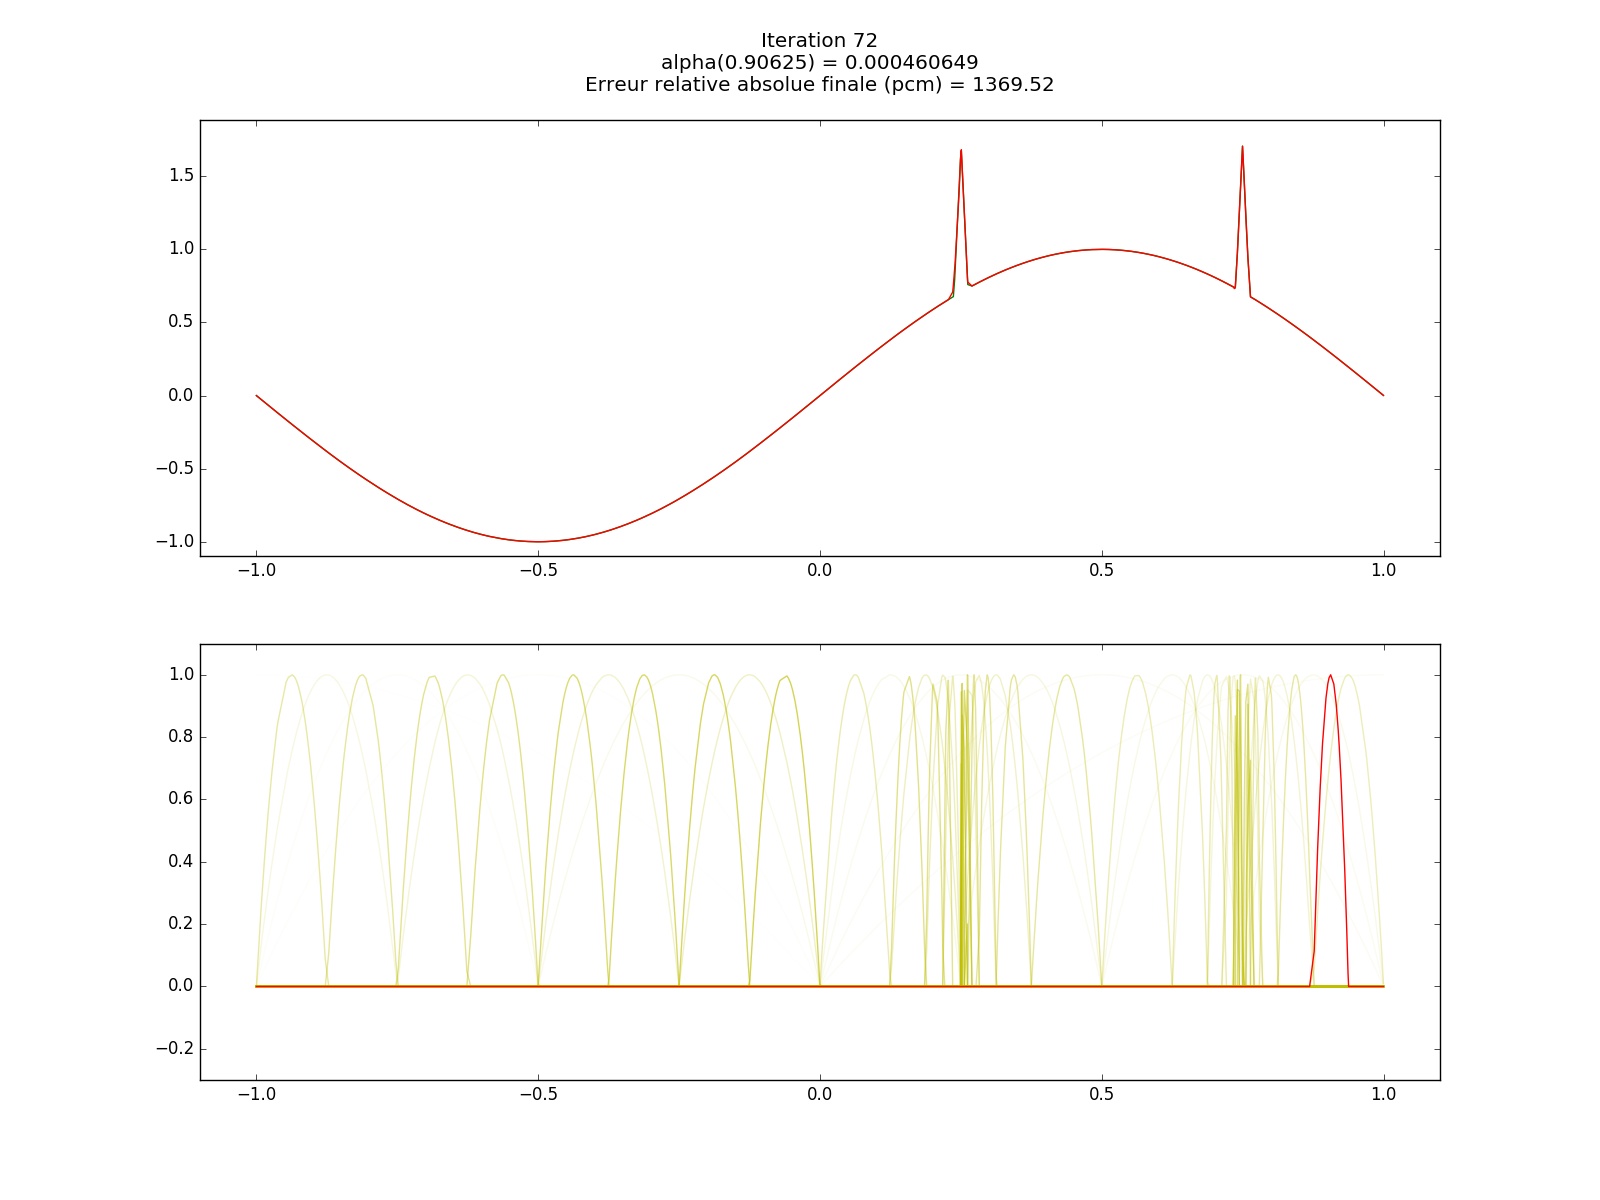 Iteration 72
alpha(0.90625) = 0.000460649
Erreur relative absolue finale (pcm) = 1369.52
1.5
1.0
0.5
0.0
−0.5
−1.0
−1.0 −0.5 0.0 0.5 1.0
1.0
0.8
0.6
0.4
0.2
0.0
−0.2
−1.0 −0.5 0.0 0.5 1.0